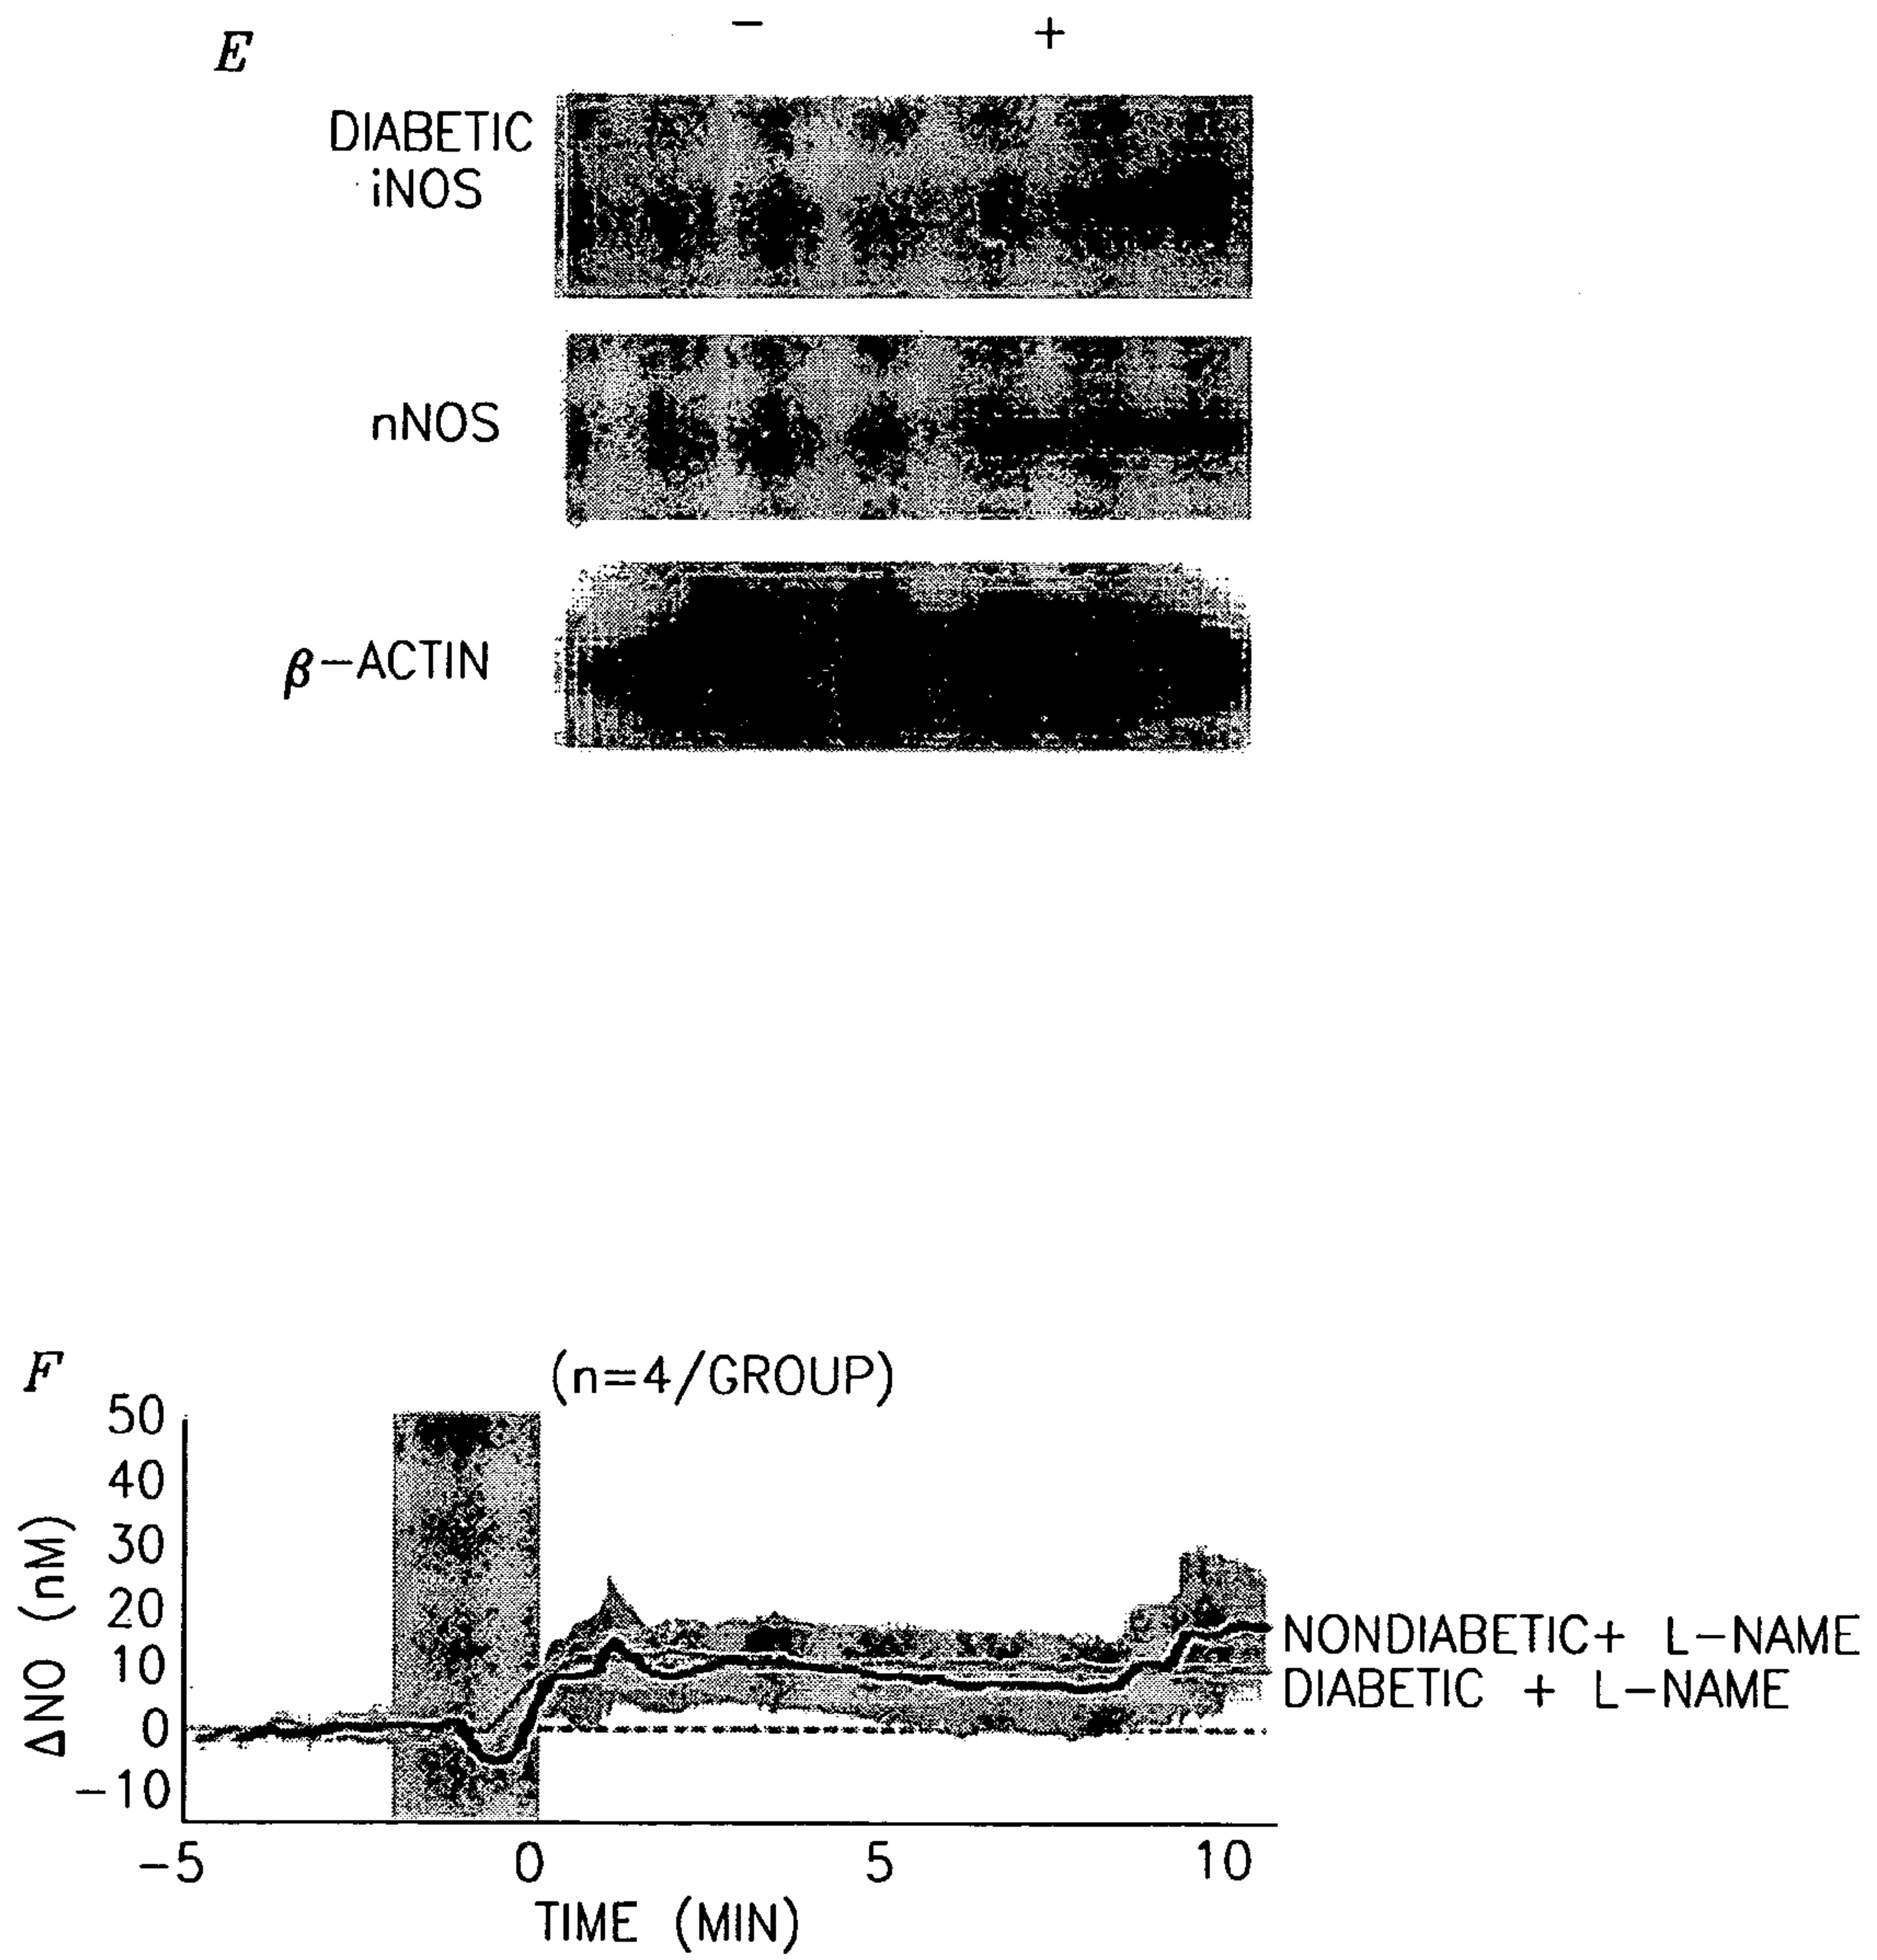 E − +
DIABETIC
iNOS
nNOS
β-ACTIN
F (n=4/GROUP)
50
40
30
20
10
0
-10
ΔNO (nM)
NONDIABETIC+ L-NAME
DIABETIC + L-NAME
-5 0 5 10
TIME (MIN)